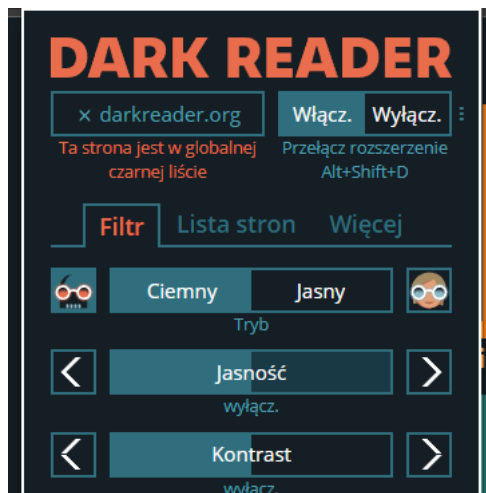 DARK READER
× darkreader.org
Włącz. Wyłącz.
Ta strona jest w globalnej
czarnej liście
Przełącz rozszerzenie
Alt+Shift+D
Filtr Lista stron Więcej
Ciemny Jasny
Tryb
Jasność
wyłącz.
Kontrast
wyłącz.